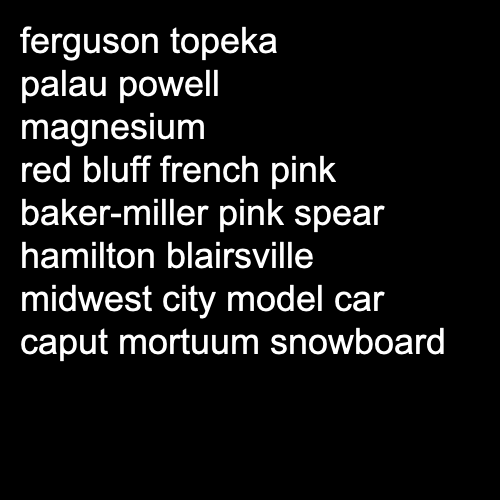 ferguson topeka
palau powell
magnesium
red bluff french pink
baker-miller pink spear
hamilton blairsville
midwest city model car
caput mortuum snowboard